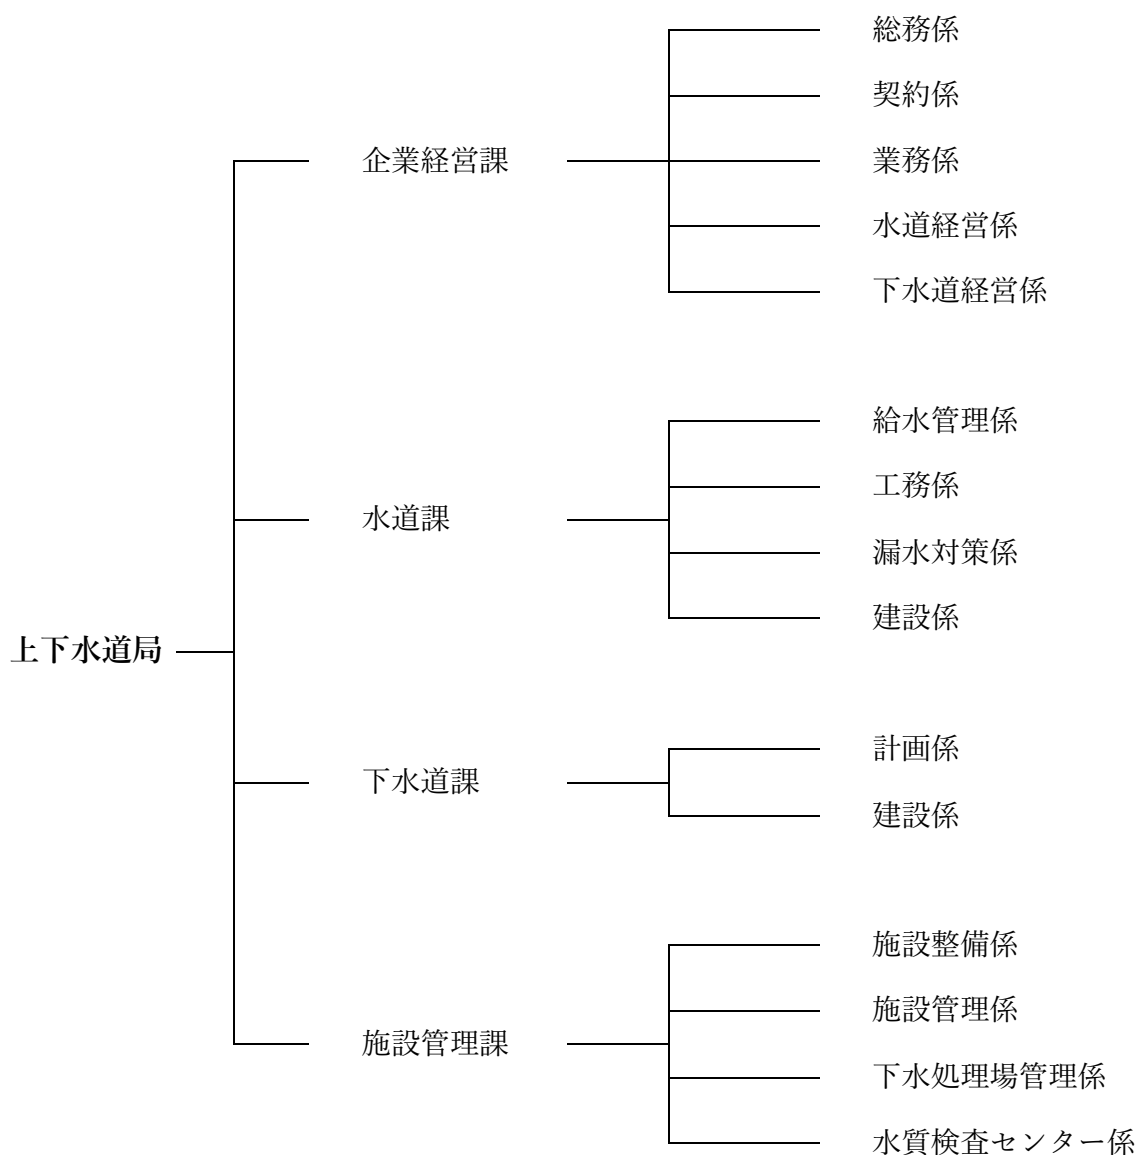 上下水道局
企業経営課
総務係
契約係
業務係
水道経営係
下水道経営係
水道課
給水管理係
工務係
漏水対策係
建設係
下水道課
計画係
建設係
施設管理課
施設整備係
施設管理係
下水処理場管理係
水質検査センター係